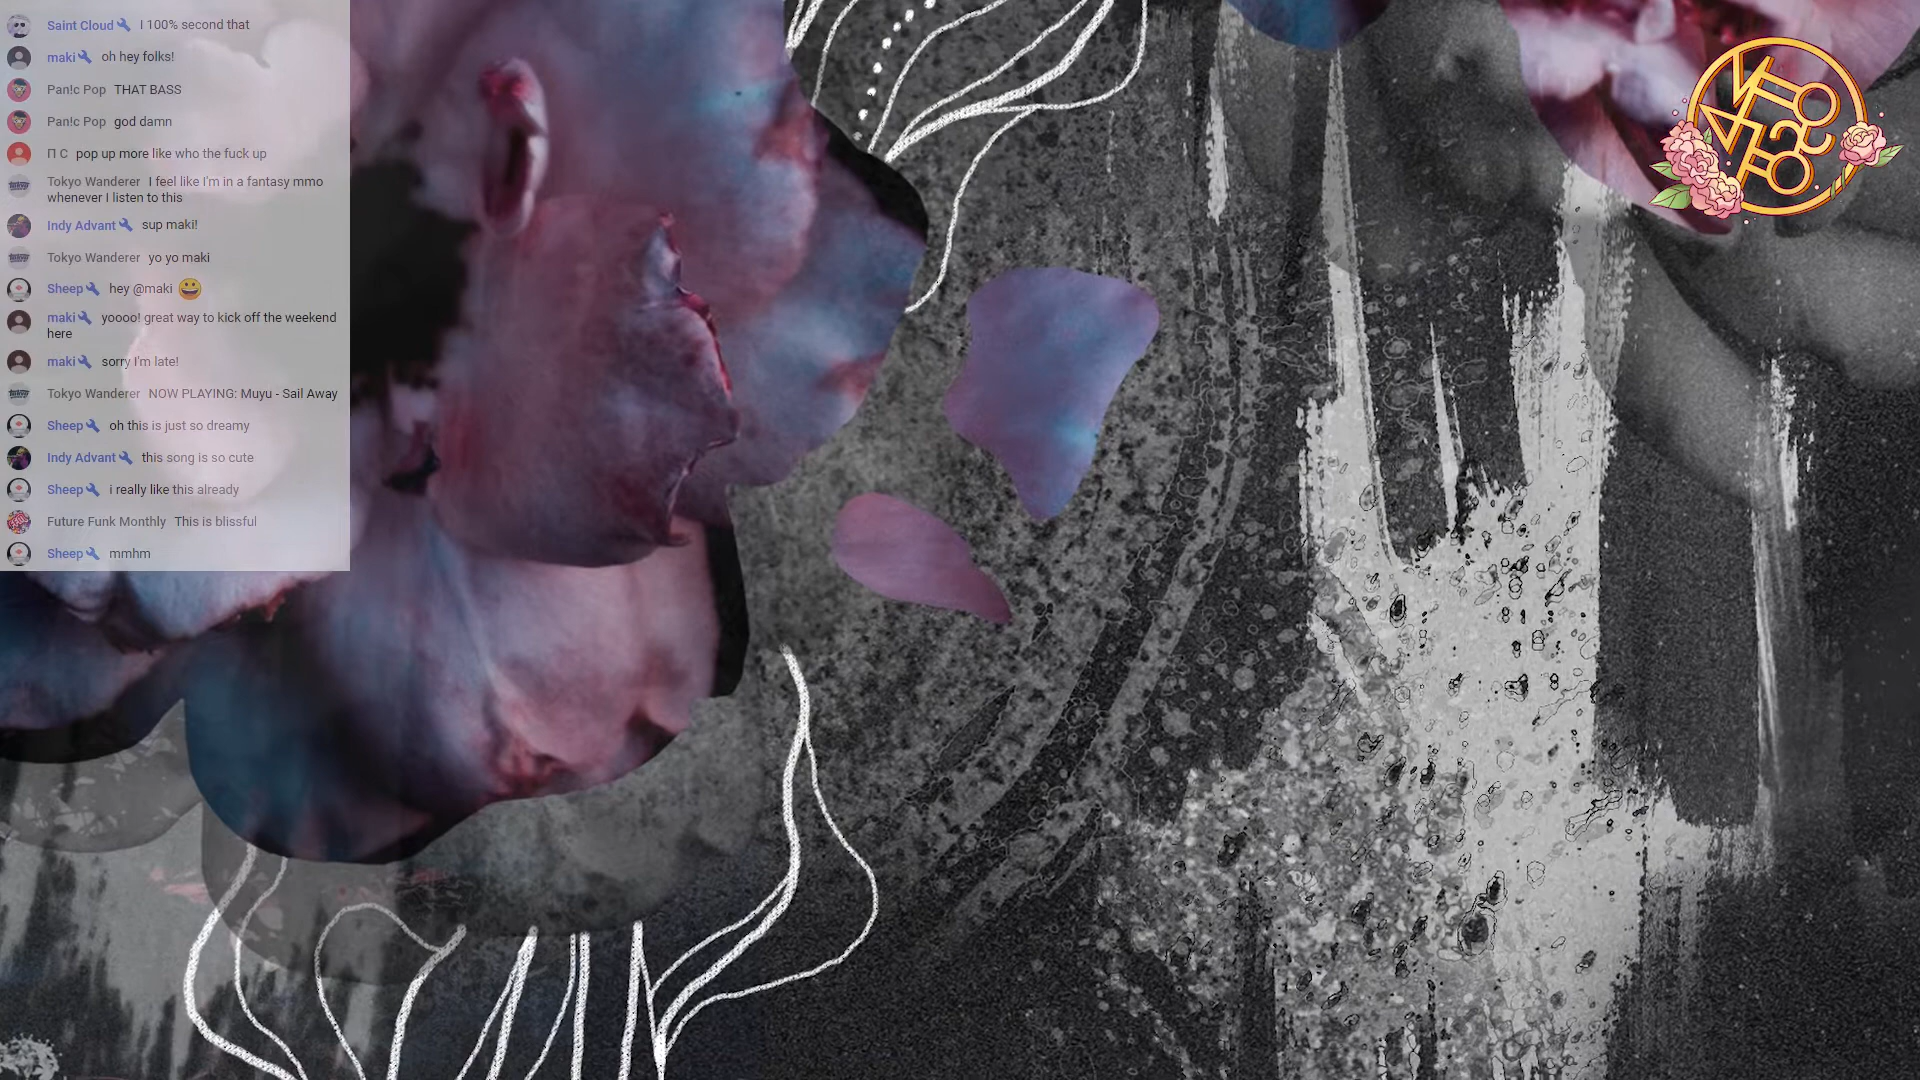 Saint Cloud I 100% second that
maki oh hey folks!
Pan!c Pop THAT BASS
Pan!c Pop god damn
П С pop up more like who the fuck up
Tokyo Wanderer I feel like I'm in a fantasy mmo
whenever I listen to this
Indy Advant sup maki!
Tokyo Wanderer yo yo maki
Sheep hey @maki 😀
maki yoooo! great way to kick off the weekend
here
maki sorry I'm late!
Tokyo Wanderer NOW PLAYING: Muyu - Sail Away
Sheep oh this is just so dreamy
Indy Advant this song is so cute
Sheep i really like this already
Future Funk Monthly This is blissful
Sheep mmhm